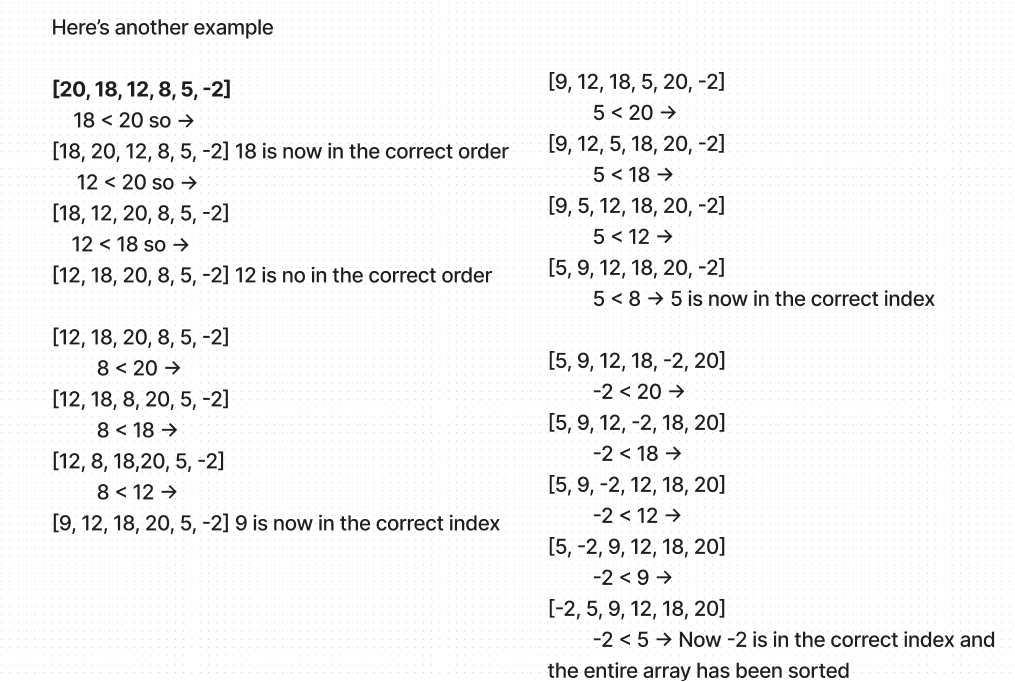 Here's another example
[20, 18, 12, 8, 5, -2]
18 < 20 so →
[18, 20, 12, 8, 5, -2] 18 is now in the correct order
12 < 20 so →
[18, 12, 20, 8, 5, -2]
12 < 18 so →
[12, 18, 20, 8, 5, -2] 12 is no in the correct order
[12, 18, 20, 8, 5, -2]
8 < 20 →
[12, 18, 8, 20, 5, -2]
8 < 18 →
[12, 8, 18,20, 5, -2]
8 < 12 →
[9, 12, 18, 20, 5, -2] 9 is now in the correct index
[9, 12, 18, 5, 20, -2]
5 < 20 →
[9, 12, 5, 18, 20, -2]
5 < 18 →
[9, 5, 12, 18, 20, -2]
5 < 12 →
[5, 9, 12, 18, 20, -2]
5 < 8 → 5 is now in the correct index
[5, 9, 12, 18, -2, 20]
-2 < 20 →
[5, 9, 12, -2, 18, 20]
-2 < 18 →
[5, 9, -2, 12, 18, 20]
-2 < 12 →
[5, -2, 9, 12, 18, 20]
-2 < 9 →
[-2, 5, 9, 12, 18, 20]
-2 < 5 → Now -2 is in the correct index and
the entire array has been sorted